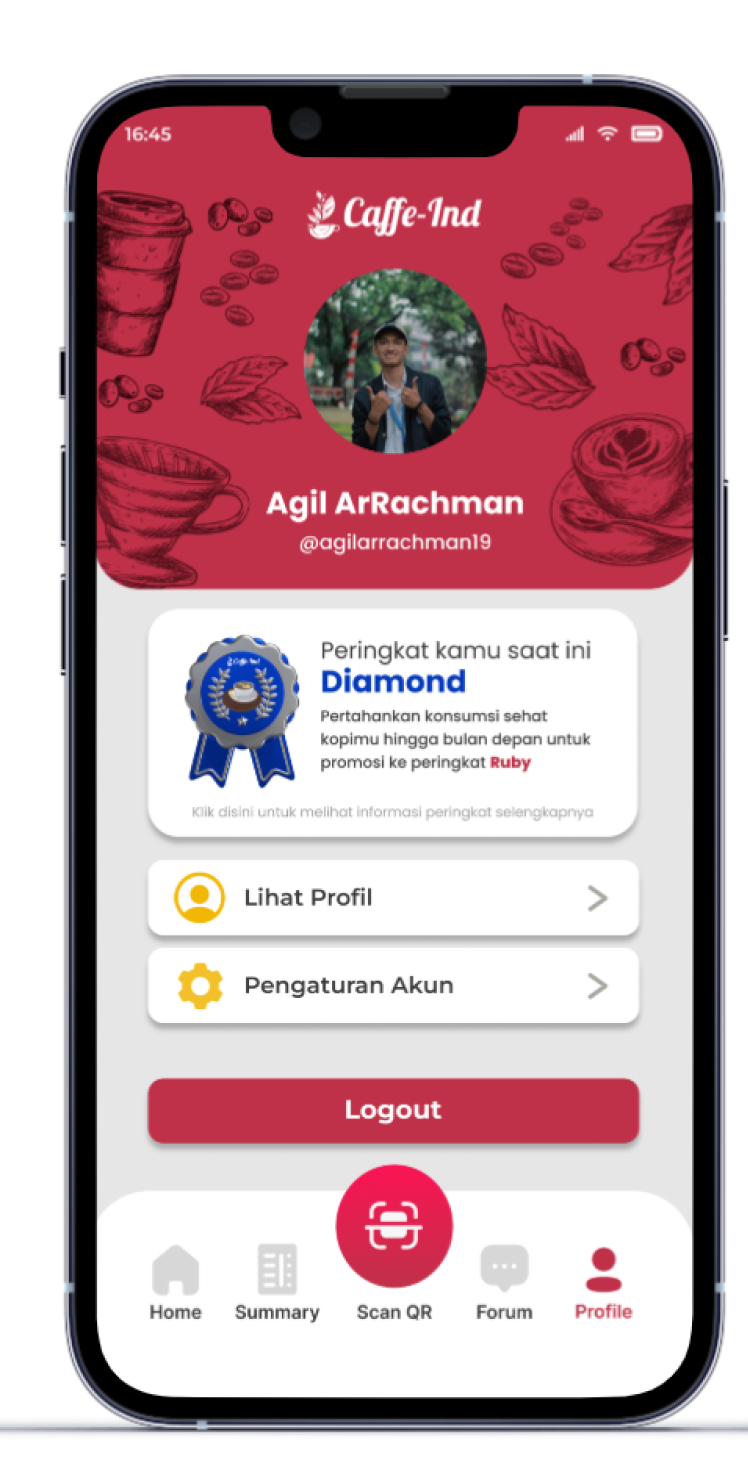 16:45
Caffe-Ind
Agil ArRachman
@agilarrachman19
Caffe-Ind
Peringkat kamu saat ini
Diamond
Pertahankan konsumsi sehat
kopimu hingga bulan depan untuk
promosi ke peringkat Ruby
Klik disini untuk melihat informasi peringkat selengkapnya
Lihat Profil
Pengaturan Akun
Logout
Home
Summary
Scan QR
Forum
Profile